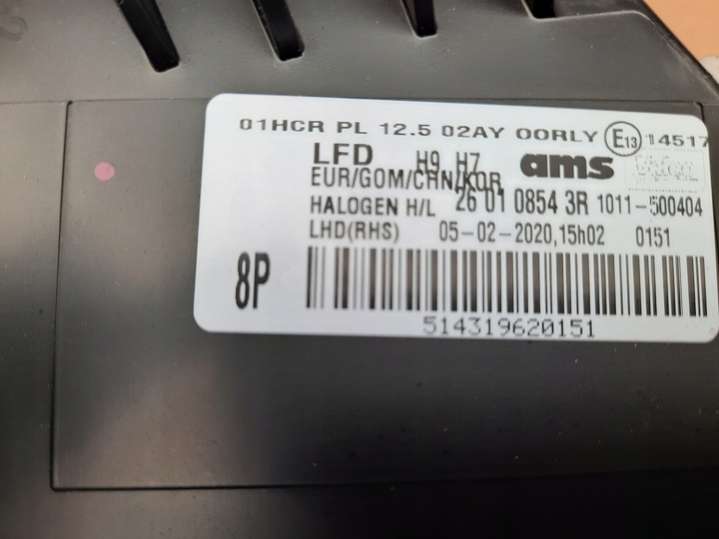 01HCR PL 12.5 02AY 00RLY E13 14517
LFD H9 H7 ams
EUR/GOM/CHN/KOR
HALOGEN H/L 26 01 0854 3R 1011-500404
LHD(RHS) 05-02-2020,15h02 0151
8P
514319620151